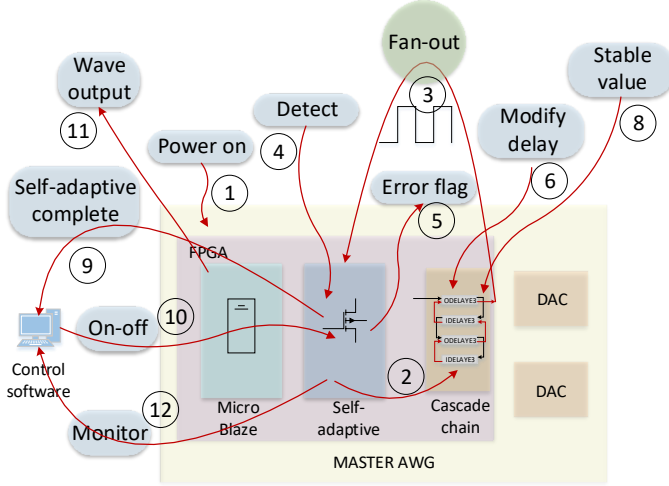 Fan-out
Wave
output
11
Detect
4
3
Stable
value
8
Modify
delay
6
Power on
1
Error flag
5
Self-adaptive
complete
9
FPGA
On-off
10
Control
software
Monitor
12
2
ODELAYE3
IDELAYE3
ODELAYE3
IDELAYE3
DAC
DAC
Micro
Blaze
Self-
adaptive
Cascade
chain
MASTER AWG